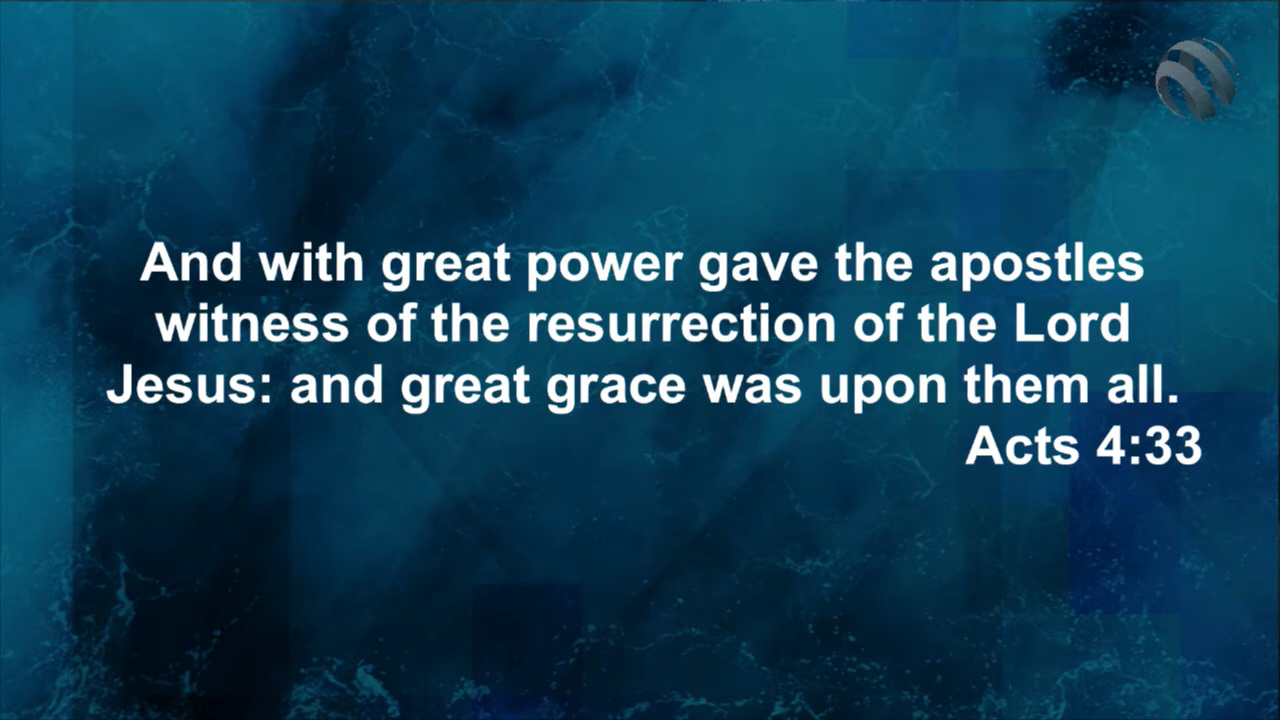 And with great power gave the apostles
witness of the resurrection of the Lord
Jesus: and great grace was upon them all.
Acts 4:33